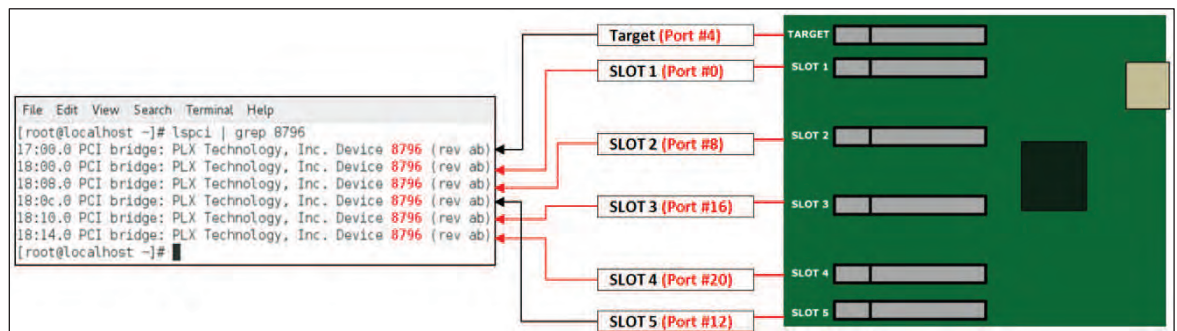 File Edit View Search Terminal Help
[root@localhost ~]# lspci | grep 8796
17:00.0 PCI bridge: PLX Technology, Inc. Device 8796 (rev ab)
18:00.0 PCI bridge: PLX Technology, Inc. Device 8796 (rev ab)
18:08.0 PCI bridge: PLX Technology, Inc. Device 8796 (rev ab)
18:0c.0 PCI bridge: PLX Technology, Inc. Device 8796 (rev ab)
18:10.0 PCI bridge: PLX Technology, Inc. Device 8796 (rev ab)
18:14.0 PCI bridge: PLX Technology, Inc. Device 8796 (rev ab)
[root@localhost ~]#
Target (Port #4)
SLOT 1 (Port #0)
SLOT 2 (Port #8)
SLOT 3 (Port #16)
SLOT 4 (Port #20)
SLOT 5 (Port #12)
TARGET
SLOT 1
SLOT 2
SLOT 3
SLOT 4
SLOT 5